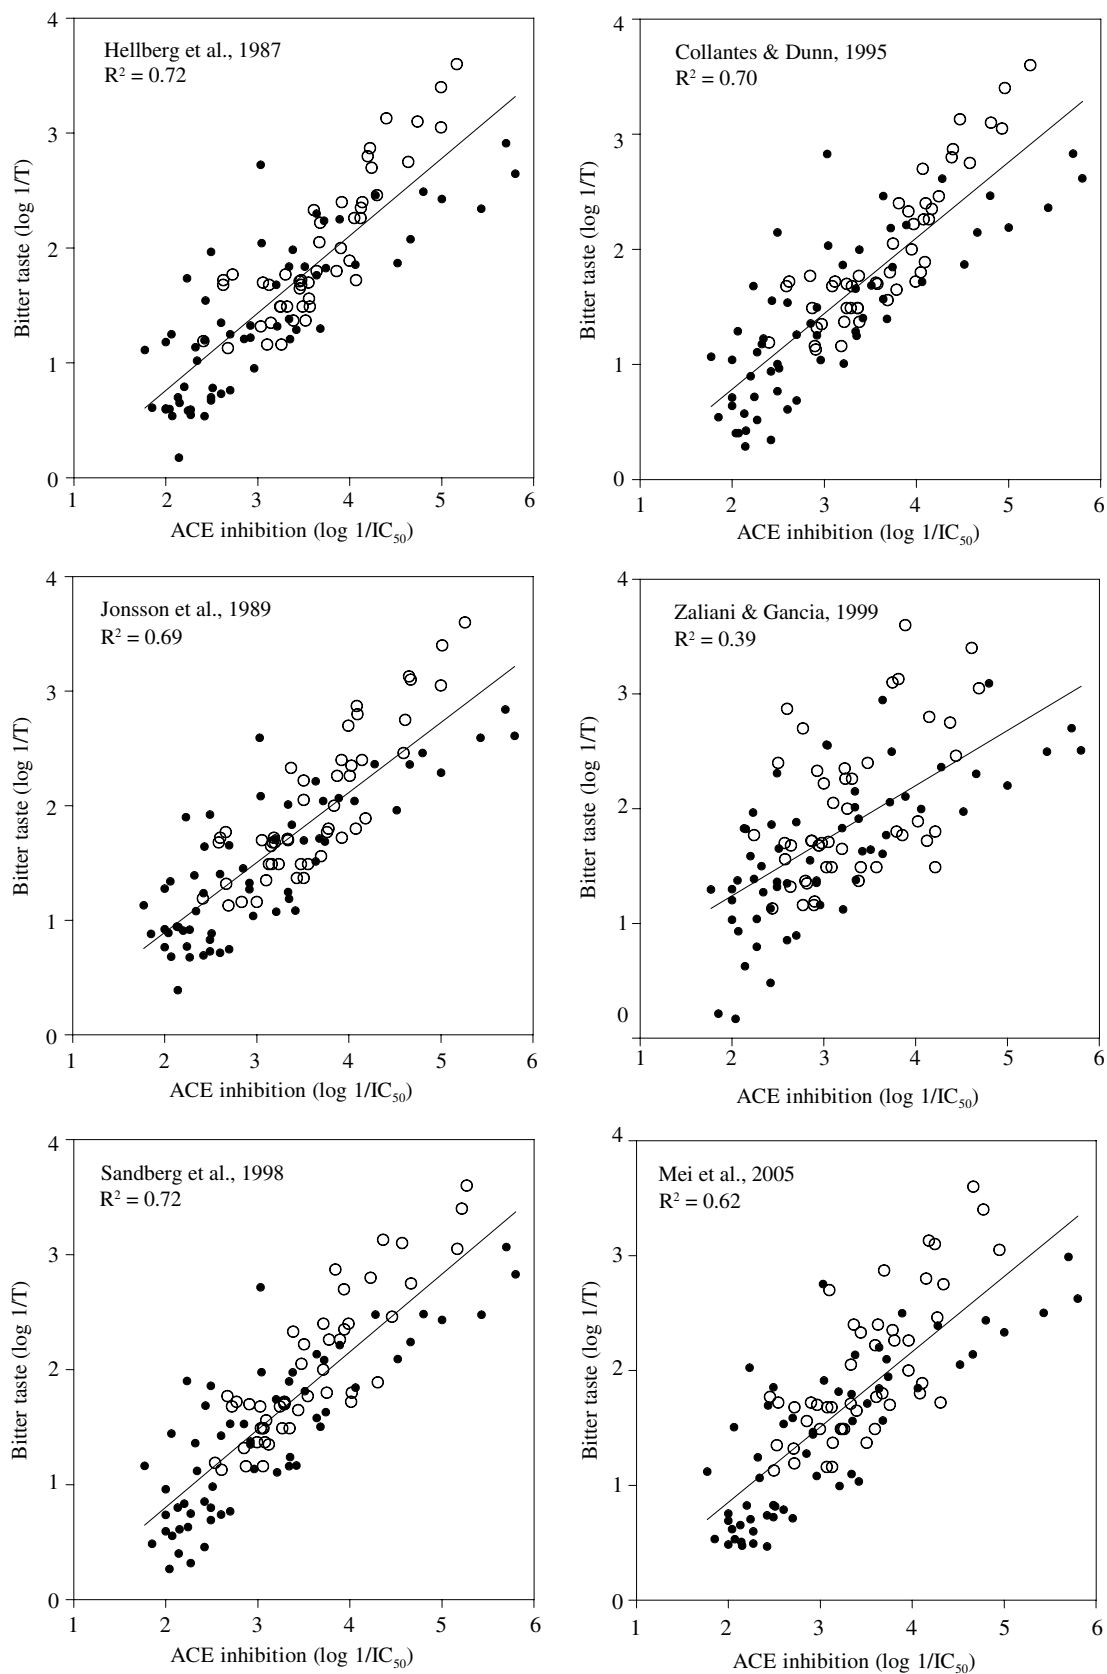 Hellberg et al., 1987
R² = 0.72
4
3
2
1
0
Bitter taste (log 1/T)
1 2 3 4 5 6
ACE inhibition (log 1/IC₅₀)
Collantes & Dunn, 1995
R² = 0.70
4
3
2
1
0
Bitter taste (log 1/T)
1 2 3 4 5 6
ACE inhibition (log 1/IC₅₀)
Jonsson et al., 1989
R² = 0.69
4
3
2
1
0
Bitter taste (log 1/T)
1 2 3 4 5 6
ACE inhibition (log 1/IC₅₀)
Zaliani & Gancia, 1999
R² = 0.39
4
3
2
1
0
Bitter taste (log 1/T)
1 2 3 4 5 6
ACE inhibition (log 1/IC₅₀)
Sandberg et al., 1998
R² = 0.72
4
3
2
1
0
Bitter taste (log 1/T)
1 2 3 4 5 6
ACE inhibition (log 1/IC₅₀)
Mei et al., 2005
R² = 0.62
4
3
2
1
0
Bitter taste (log 1/T)
1 2 3 4 5 6
ACE inhibition (log 1/IC₅₀)